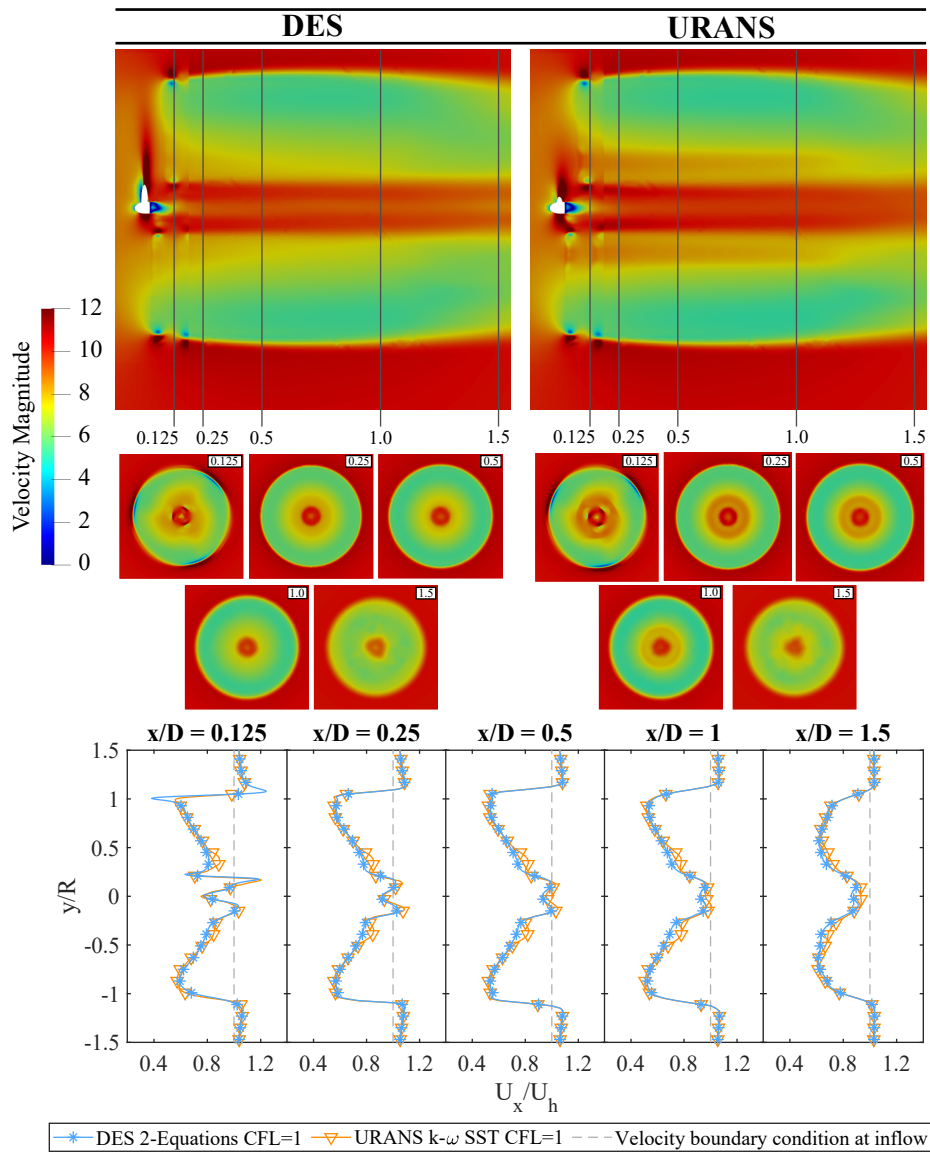 DES URANS
0.125 0.25 0.5 1.0 1.5 0.125 0.25 0.5 1.0 1.5
Velocity Magnitude
12
10
8
6
4
2
0
0.125 0.25 0.5 0.125 0.25 0.5
1.0 1.5 1.0 1.5
x/D = 0.125 x/D = 0.25 x/D = 0.5 x/D = 1 x/D = 1.5
y/R
1.5
1
0.5
0
-0.5
-1
-1.5
0.4 0.8 1.2 0.4 0.8 1.2 0.4 0.8 1.2 0.4 0.8 1.2 0.4 0.8 1.2
U_x/U_h
DES 2-Equations CFL=1 URANS k-ω SST CFL=1 Velocity boundary condition at inflow